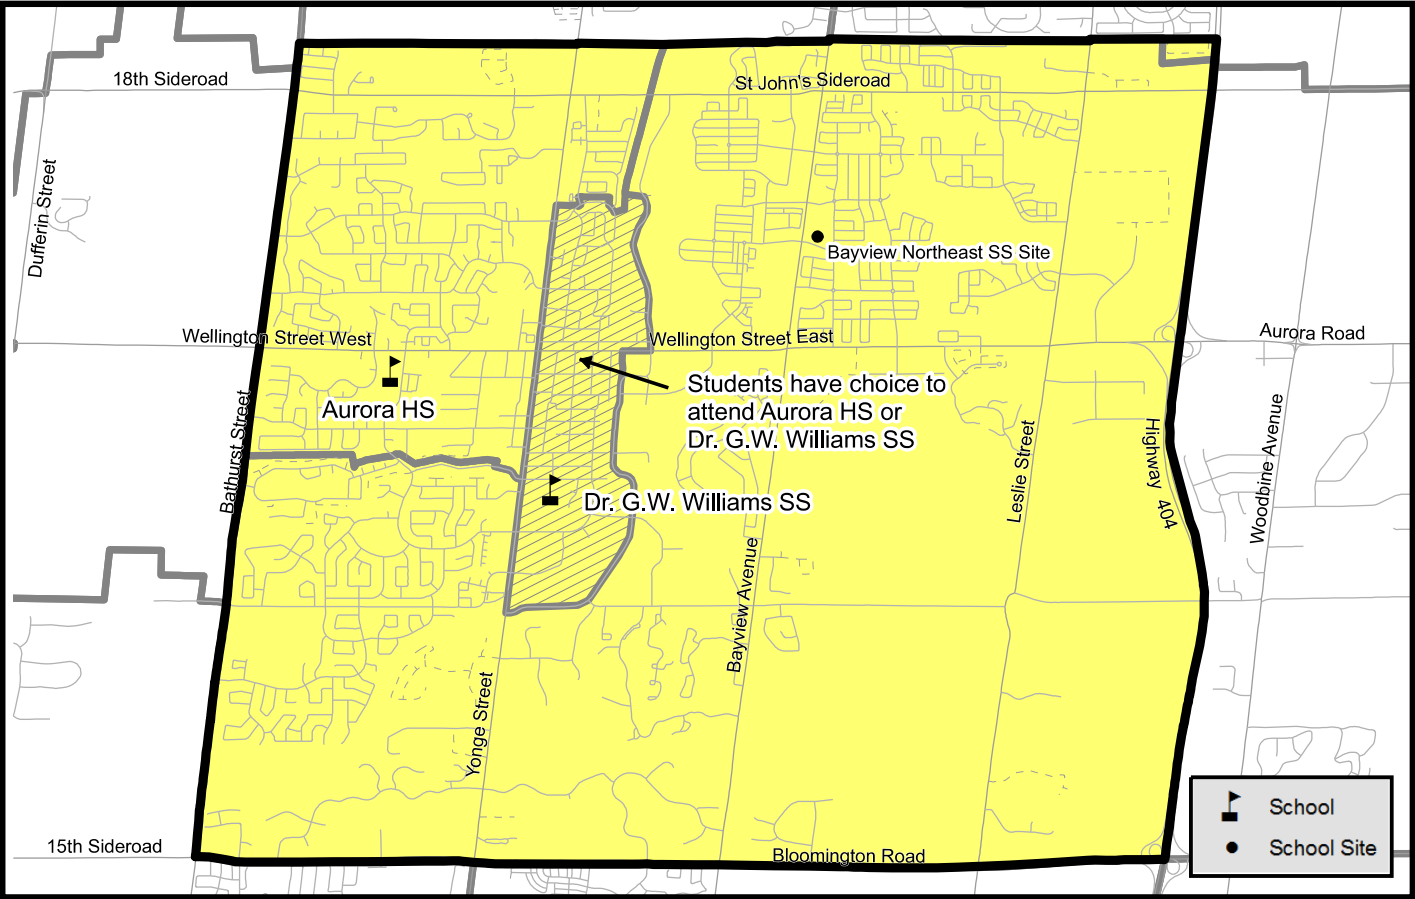 18th Sideroad
St John's Sideroad
Dufferin Street
Bayview Northeast SS Site
Wellington Street West
Wellington Street East
Aurora Road
Students have choice to
attend Aurora HS or
Dr. G.W. Williams SS
Aurora HS
Bathurst Street
Leslie Street
Highway 404
Woodbine Avenue
Dr. G.W. Williams SS
Bayview Avenue
Yonge Street
School
School Site
15th Sideroad
Bloomington Road